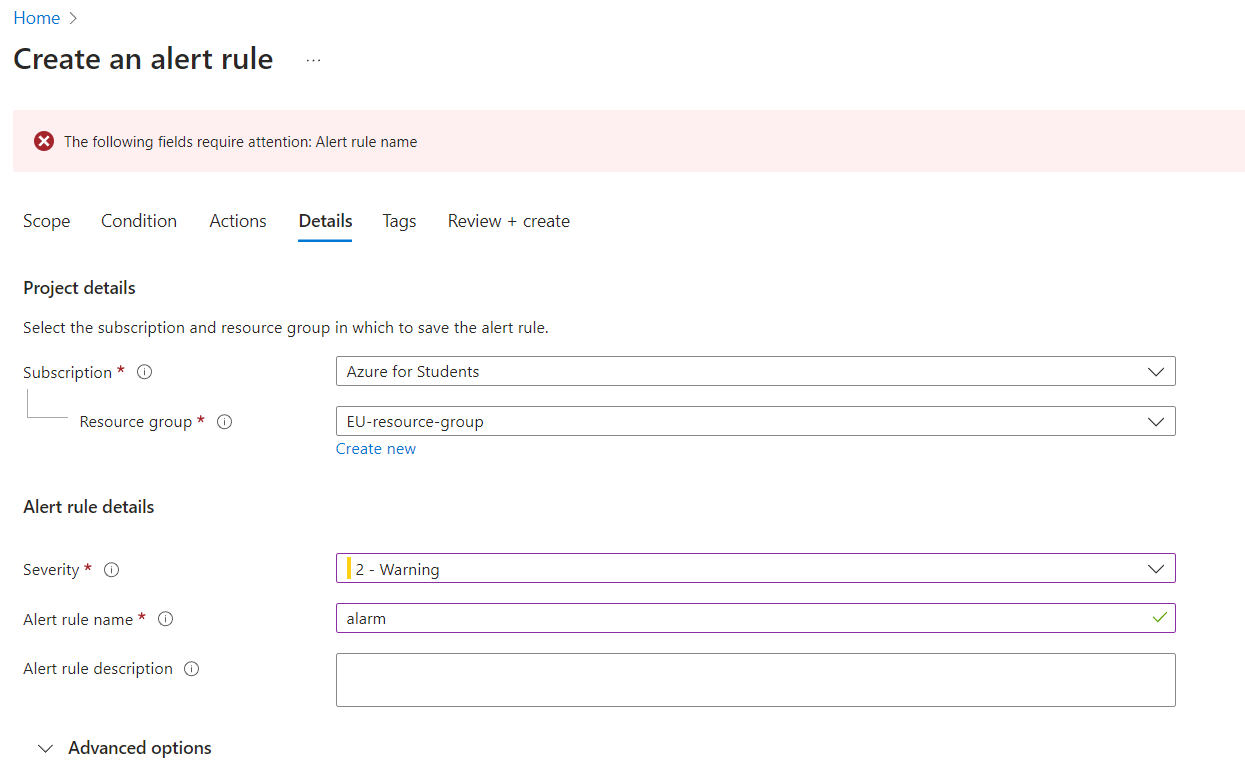 Home
Create an alert rule ...
The following fields require attention: Alert rule name
Scope Condition Actions Details Tags Review + create
Project details
Select the subscription and resource group in which to save the alert rule.
Subscription * Azure for Students
Resource group * EU-resource-group
Create new
Alert rule details
Severity * 2 - Warning
Alert rule name * alarm
Alert rule description
Advanced options